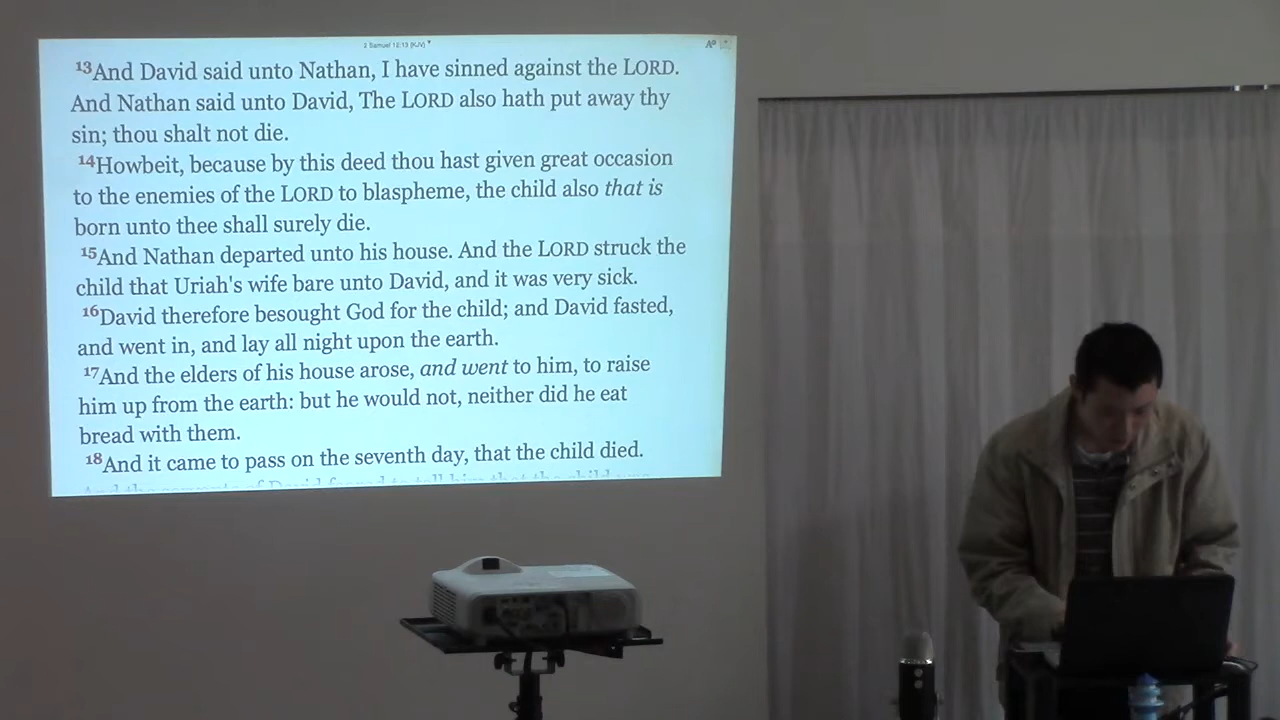 2 Samuel 12:13 (KJV)
13And David said unto Nathan, I have sinned against the LORD.
And Nathan said unto David, The LORD also hath put away thy
sin; thou shalt not die.
14Howbeit, because by this deed thou hast given great occasion
to the enemies of the LORD to blaspheme, the child also that is
born unto thee shall surely die.
15And Nathan departed unto his house. And the LORD struck the
child that Uriah's wife bare unto David, and it was very sick.
16David therefore besought God for the child; and David fasted,
and went in, and lay all night upon the earth.
17And the elders of his house arose, and went to him, to raise
him up from the earth: but he would not, neither did he eat
bread with them.
18And it came to pass on the seventh day, that the child died.